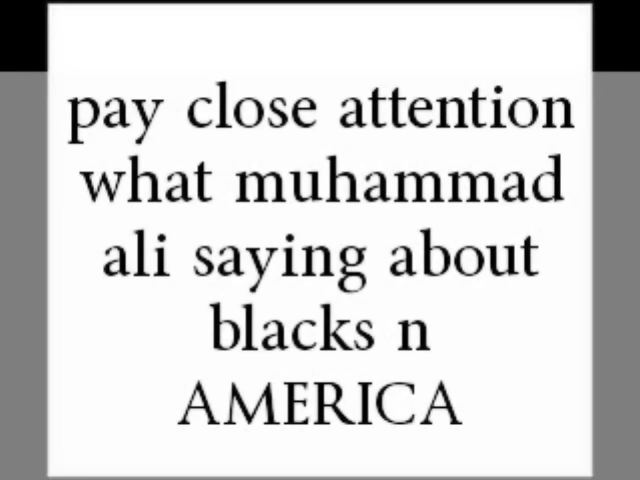 pay close attention
what muhammad
ali saying about
blacks n
AMERICA